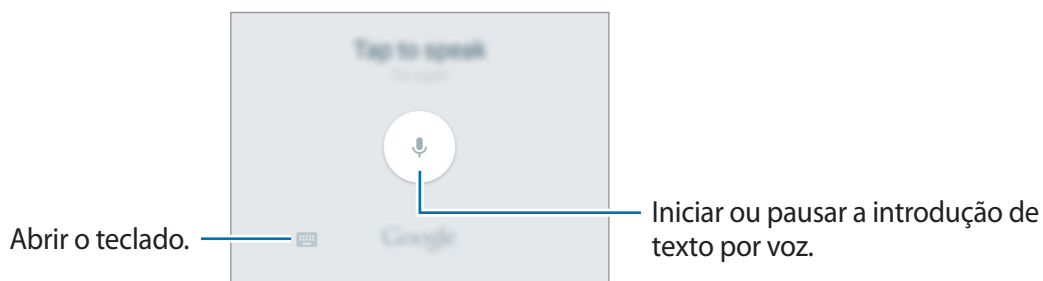 Tap to speak
Abrir o teclado.
Google
Iniciar ou pausar a introdução de
texto por voz.